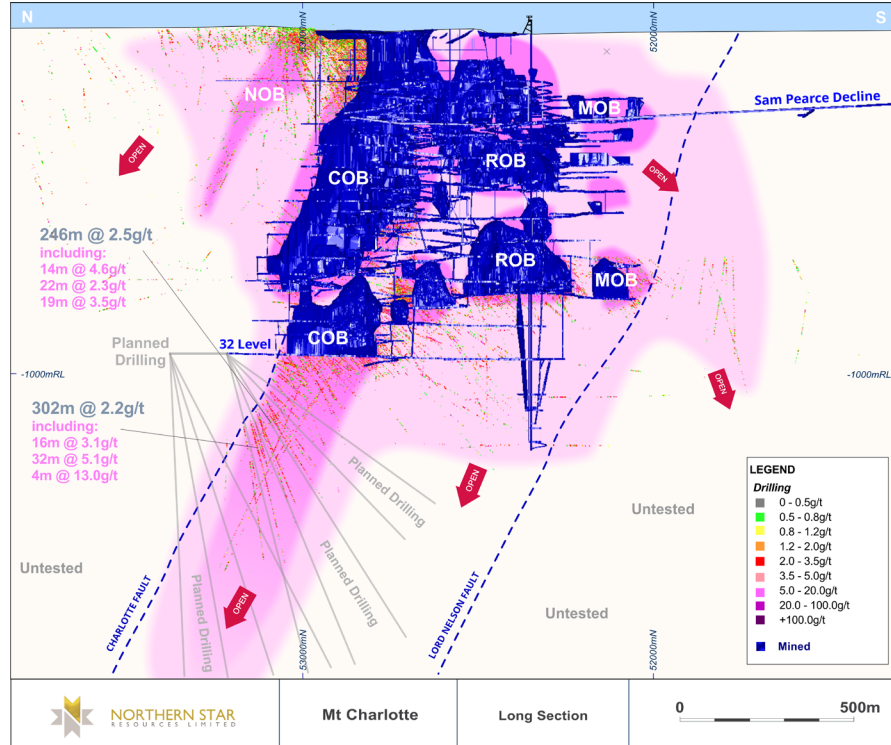 N
S
53000mN
52000mN
NOB
MOB
Sam Pearce Decline
OPEN
COB
ROB
OPEN
246m @ 2.5g/t
including:
14m @ 4.6g/t
22m @ 2.3g/t
19m @ 3.5g/t
ROB
MOB
COB
Planned
Drilling
32 Level
-1000mRL
-1000mRL
OPEN
302m @ 2.2g/t
including:
16m @ 3.1g/t
32m @ 5.1g/t
4m @ 13.0g/t
Planned Drilling
OPEN
Untested
Untested
Planned Drilling
Planned Drilling
OPEN
CHARLOTTE FAULT
LORD NELSON FAULT
Untested
53000mN
52000mN
LEGEND
Drilling
0 - 0.5g/t
0.5 - 0.8g/t
0.8 - 1.2g/t
1.2 - 2.0g/t
2.0 - 3.5g/t
3.5 - 5.0g/t
5.0 - 20.0g/t
20.0 - 100.0g/t
+100.0g/t
Mined
NORTHERN STAR
RESOURCES LIMITED
Mt Charlotte
Long Section
0 500m